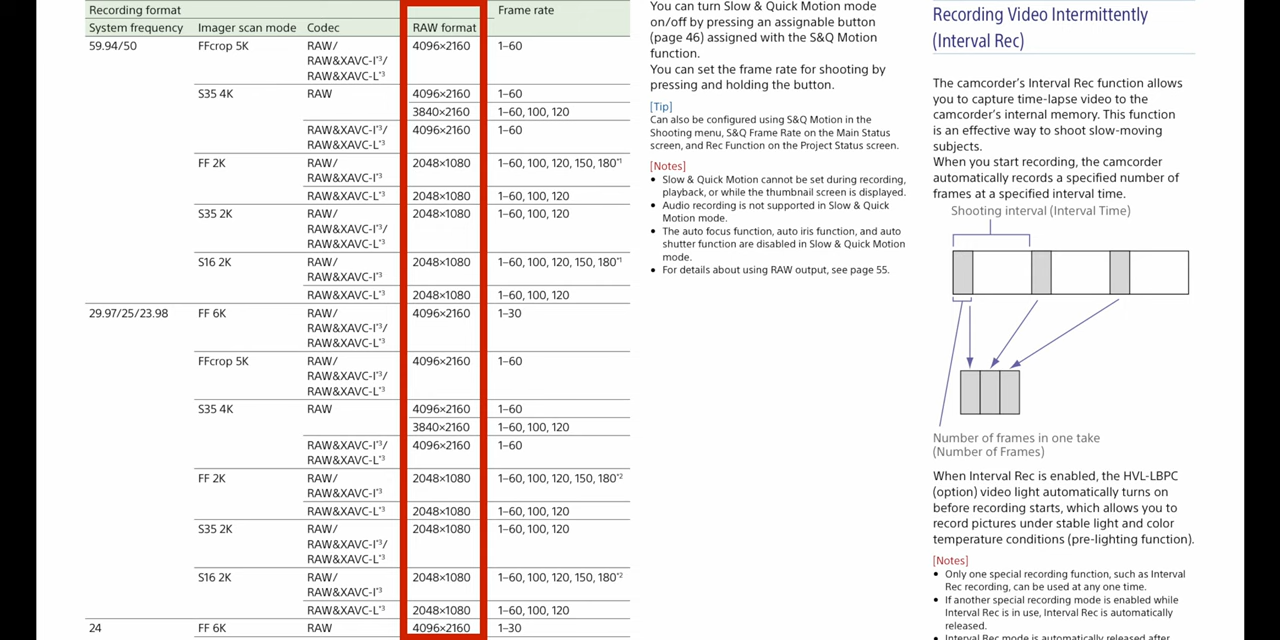 Recording format Frame rate
System frequency Imager scan mode Codec RAW format
59.94/50 FFcrop 5K RAW/ 4096×2160 1–60
RAW&XAVC-I*3/
RAW&XAVC-L*3
S35 4K RAW 4096×2160 1–60
3840×2160 1–60, 100, 120
RAW&XAVC-I*3/ 4096×2160 1–60
RAW&XAVC-L*3
FF 2K RAW/ 2048×1080 1–60, 100, 120, 150, 180*1
RAW&XAVC-I*3
RAW&XAVC-L*3 2048×1080 1–60, 100, 120
S35 2K RAW/ 2048×1080 1–60, 100, 120
RAW&XAVC-I*3/
RAW&XAVC-L*3
S16 2K RAW/ 2048×1080 1–60, 100, 120, 150, 180*1
RAW&XAVC-I*3
RAW&XAVC-L*3 2048×1080 1–60, 100, 120
29.97/25/23.98 FF 6K RAW/ 4096×2160 1–30
RAW&XAVC-I*3/
RAW&XAVC-L*3
FFcrop 5K RAW/ 4096×2160 1–60
RAW&XAVC-I*3/
RAW&XAVC-L*3
S35 4K RAW 4096×2160 1–60
3840×2160 1–60, 100, 120
RAW&XAVC-I*3/ 4096×2160 1–60
RAW&XAVC-L*3
FF 2K RAW/ 2048×1080 1–60, 100, 120, 150, 180*2
RAW&XAVC-I*3
RAW&XAVC-L*3 2048×1080 1–60, 100, 120
S35 2K RAW/ 2048×1080 1–60, 100, 120
RAW&XAVC-I*3/
RAW&XAVC-L*3
S16 2K RAW/ 2048×1080 1–60, 100, 120, 150, 180*2
RAW&XAVC-I*3
RAW&XAVC-L*3 2048×1080 1–60, 100, 120
24 FF 6K RAW 4096×2160 1–30
You can turn Slow & Quick Motion mode
on/off by pressing an assignable button
(page 46) assigned with the S&Q Motion
function.
You can set the frame rate for shooting by
pressing and holding the button.
[Tip]
Can also be configured using S&Q Motion in the
Shooting menu, S&Q Frame Rate on the Main Status
screen, and Rec Function on the Project Status screen.
[Notes]
• Slow & Quick Motion cannot be set during recording,
playback, or while the thumbnail screen is displayed.
• Audio recording is not supported in Slow & Quick
Motion mode.
• The auto focus function, auto iris function, and auto
shutter function are disabled in Slow & Quick Motion
mode.
• For details about using RAW output, see page 55.
Recording Video Intermittently
(Interval Rec)
The camcorder's Interval Rec function allows
you to capture time-lapse video to the
camcorder's internal memory. This function
is an effective way to shoot slow-moving
subjects.
When you start recording, the camcorder
automatically records a specified number of
frames at a specified interval time.
Shooting interval (Interval Time)
Number of frames in one take
(Number of Frames)
When Interval Rec is enabled, the HVL-LBPC
(option) video light automatically turns on
before recording starts, which allows you to
record pictures under stable light and color
temperature conditions (pre-lighting function).
[Notes]
• Only one special recording function, such as Interval
Rec recording, can be used at any one time.
• If another special recording mode is enabled while
Interval Rec is in use, Interval Rec is automatically
released.
• Interval Rec mode is automatically released after